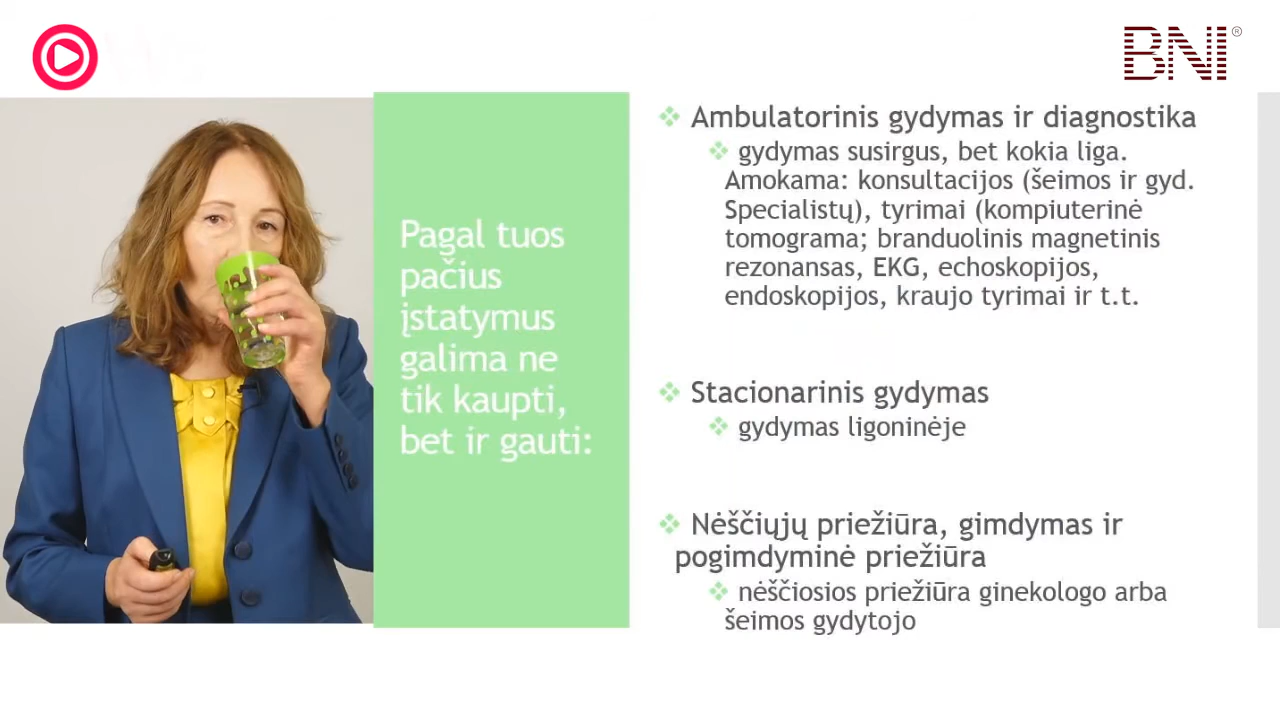 BNI®
Pagal tuos
pačius
įstatymus
galima ne
tik kaupti,
bet ir gauti:
Ambulatorinis gydymas ir diagnostika
gydymas susirgus, bet kokia liga.
Amokama: konsultacijos (šeimos ir gyd.
Specialistų), tyrimai (kompiuterinė
tomograma; branduolinis magnetinis
rezonansas, EKG, echoskopijos,
endoskopijos, kraujo tyrimai ir t.t.
Stacionarinis gydymas
gydymas ligoninėje
Nėščiųjų priežiūra, gimdymas ir
pogimdyminė priežiūra
nėščiosios priežiūra ginekologo arba
šeimos gydytojo